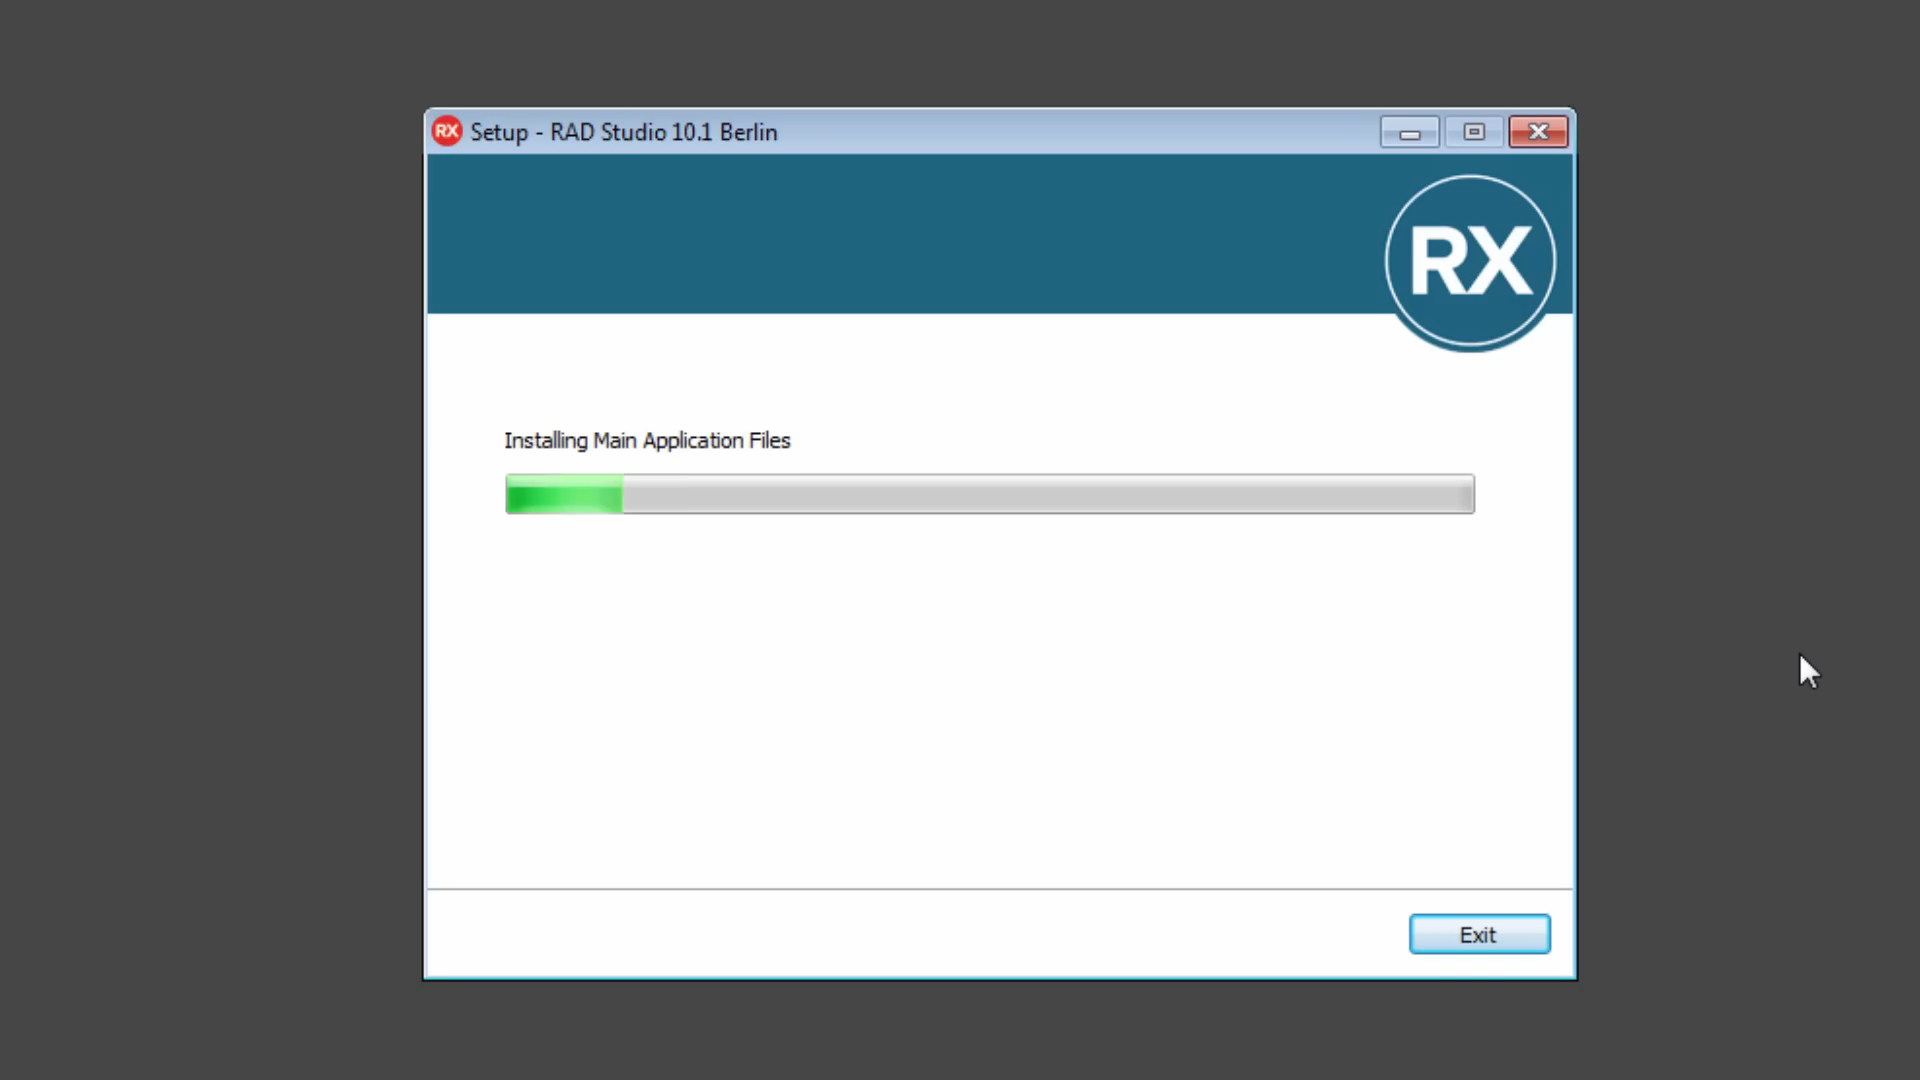 RX Setup - RAD Studio 10.1 Berlin
RX
Installing Main Application Files
Exit